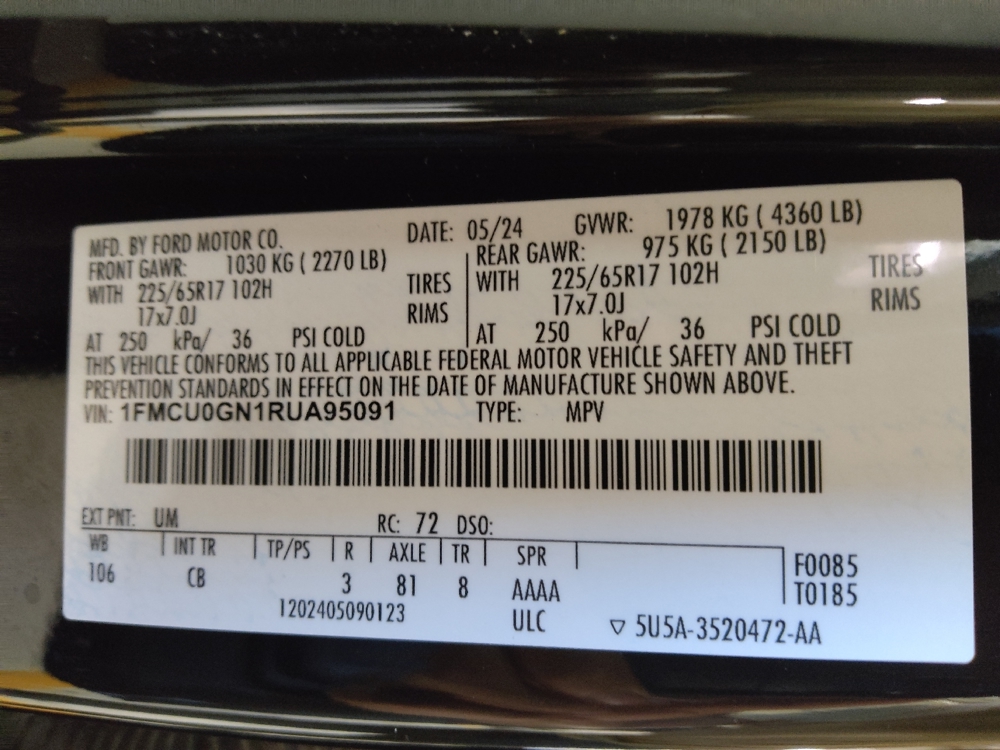 MFD. BY FORD MOTOR CO. DATE: 05/24 GVWR: 1978 KG ( 4360 LB)
FRONT GAWR: 1030 KG ( 2270 LB) REAR GAWR: 975 KG ( 2150 LB)
WITH 225/65R17 102H TIRES WITH 225/65R17 102H TIRES
17x7.0J RIMS 17x7.0J RIMS
AT 250 kPa/ 36 PSI COLD AT 250 kPa/ 36 PSI COLD
THIS VEHICLE CONFORMS TO ALL APPLICABLE FEDERAL MOTOR VEHICLE SAFETY AND THEFT
PREVENTION STANDARDS IN EFFECT ON THE DATE OF MANUFACTURE SHOWN ABOVE.
VIN: 1FMCU0GN1RUA95091 TYPE: MPV
EXT PNT: UM RC: 72 DSO:
WB INT TR TP/PS R AXLE TR SPR F0085
106 CB 3 81 8 AAAA T0185
1202405090123 ULC ▽ 5U5A-3520472-AA